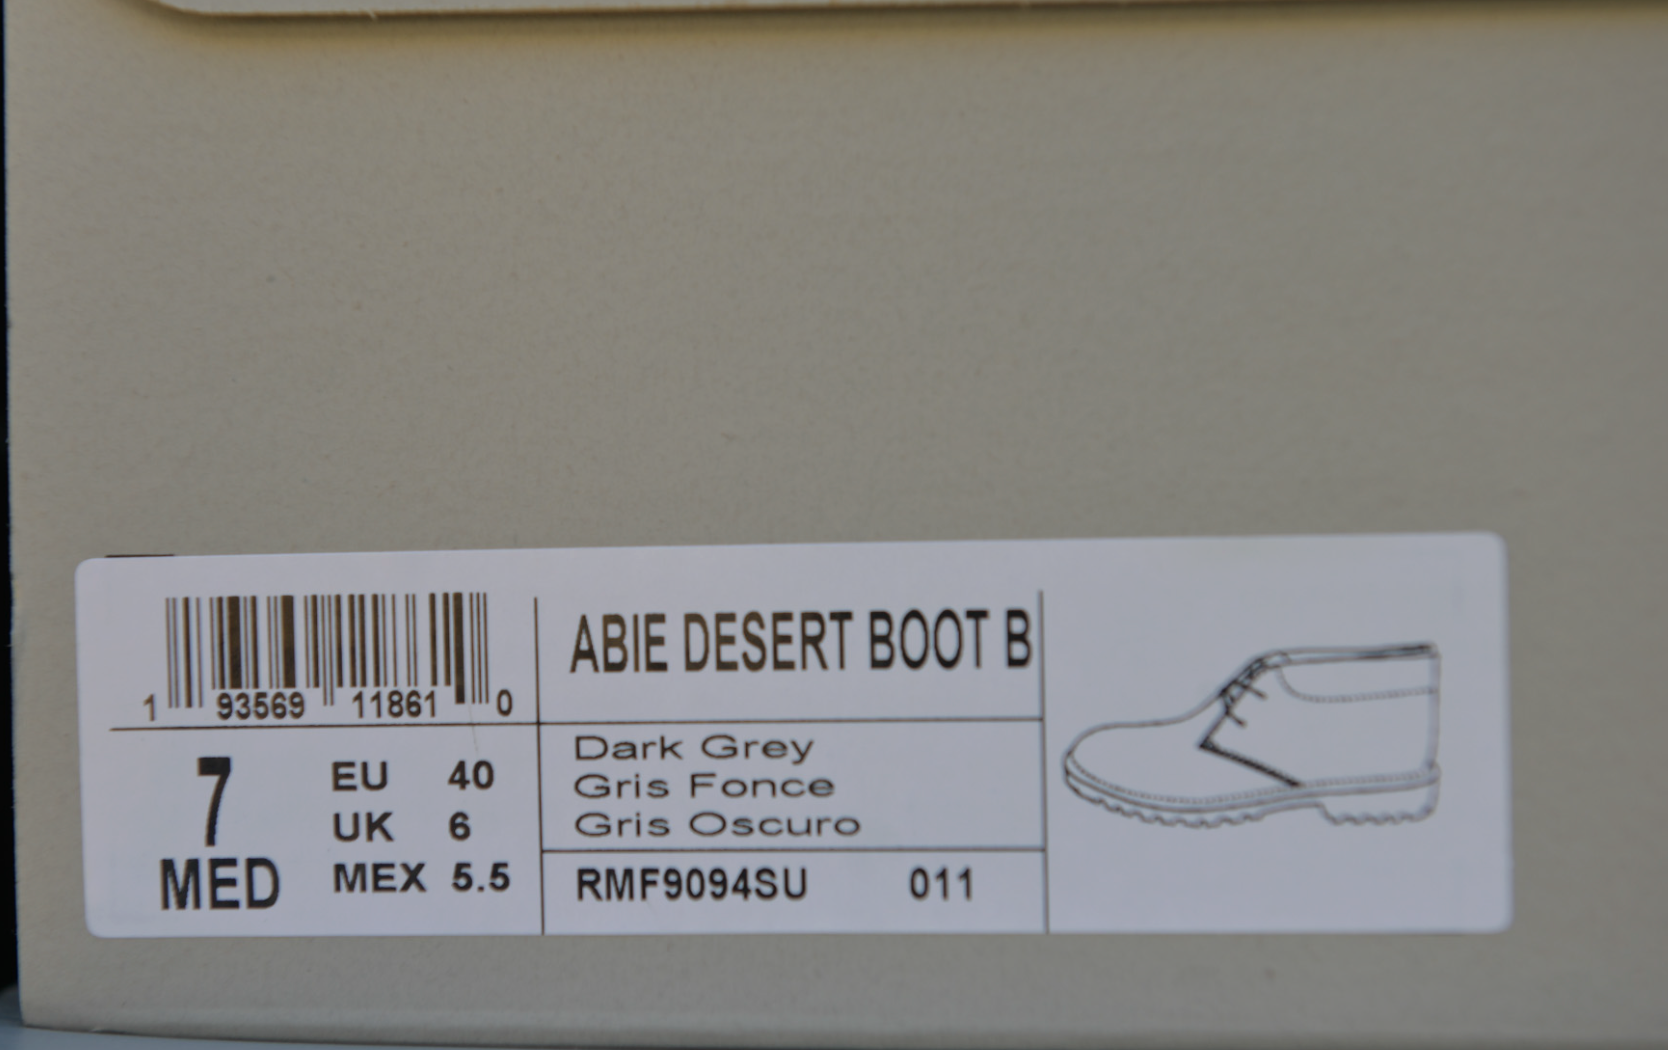 1 93569 11861 0
7
MED
EU 40
UK 6
MEX 5.5
ABIE DESERT BOOT B
Dark Grey
Gris Fonce
Gris Oscuro
RMF9094SU 011